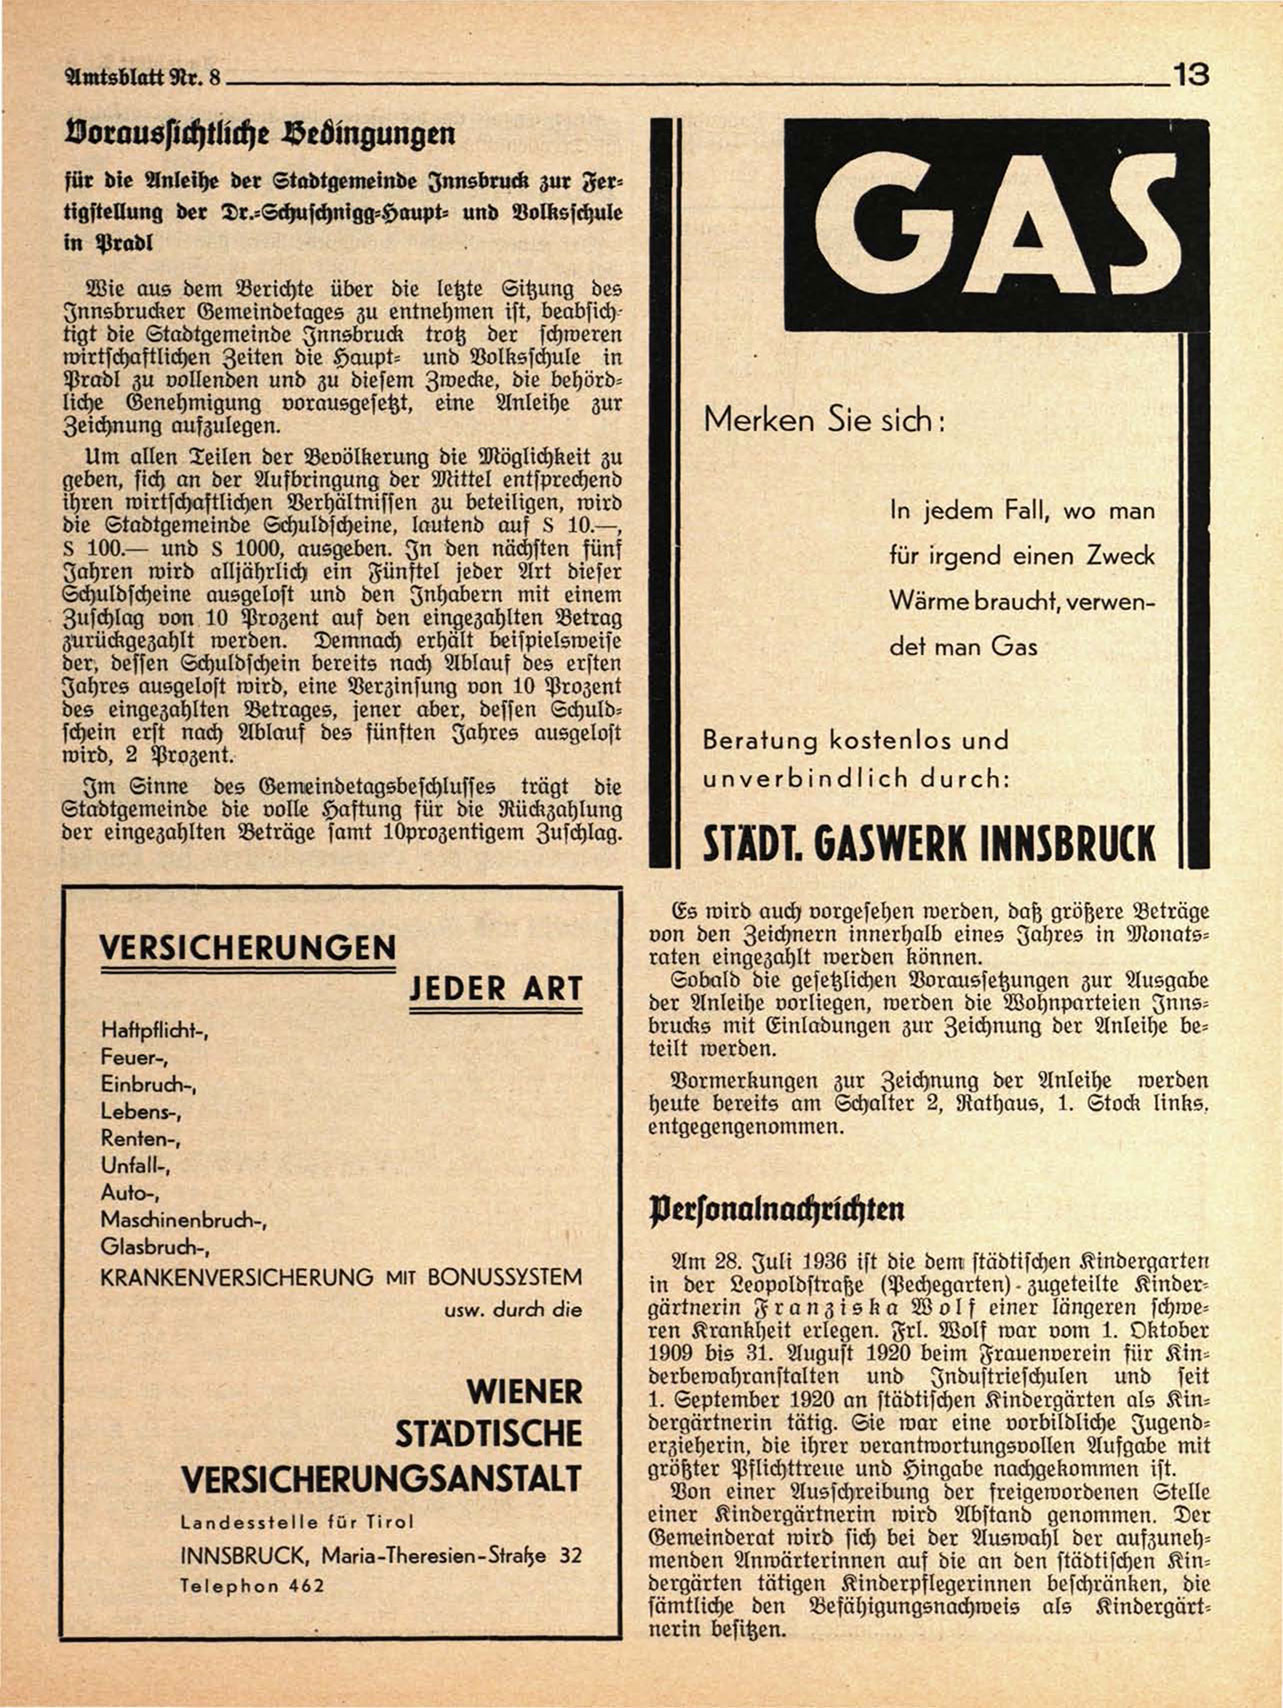 Amtsblatt Nr. 8
13
Voraussichtliche Bedingungen
für die Anleihe der Stadtgemeinde Innsbruck zur Fer-
tigstellung der Dr.-Schuschnigg-Haupt- und Volksschule
in Pradl
Wie aus dem Berichte über die letzte Sitzung des
Innsbrucker Gemeindetages zu entnehmen ist, beabsich-
tigt die Stadtgemeinde Innsbruck trotz der schweren
wirtschaftlichen Zeiten die Haupt- und Volksschule in
Pradl zu vollenden und zu diesem Zwecke, die behörd-
liche Genehmigung vorausgesetzt, eine Anleihe zur
Zeichnung aufzulegen.
Um allen Teilen der Bevölkerung die Möglichkeit zu
geben, sich an der Aufbringung der Mittel entsprechend
ihren wirtschaftlichen Verhältnissen zu beteiligen, wird
die Stadtgemeinde Schuldscheine, lautend auf S 10.—,
S 100.— und S 1000, ausgeben. In den nächsten fünf
Jahren wird alljährlich ein Fünftel jeder Art dieser
Schuldscheine ausgelost und den Inhabern mit einem
Zuschlag von 10 Prozent auf den eingezahlten Betrag
zurückgezahlt werden. Demnach erhält beispielsweise
der, dessen Schuldschein bereits nach Ablauf des ersten
Jahres ausgelost wird, eine Verzinsung von 10 Prozent
des eingezahlten Betrages, jener aber, dessen Schuld-
schein erst nach Ablauf des fünften Jahres ausgelost
wird, 2 Prozent.
Im Sinne des Gemeindetagsbeschlusses trägt die
Stadtgemeinde die volle Haftung für die Rückzahlung
der eingezahlten Beträge samt 10prozentigem Zuschlag.
VERSICHERUNGEN
JEDER ART
Haftpflicht-,
Feuer-,
Einbruch-,
Lebens-,
Renten-,
Unfall-,
Auto-,
Maschinenbruch-,
Glasbruch-,
KRANKENVERSICHERUNG MIT BONUSSYSTEM
usw. durch die
WIENER
STÄDTISCHE
VERSICHERUNGSANSTALT
Landesstelle für Tirol
INNSBRUCK, Maria-Theresien-Straße 32
Telephon 462
GAS
Merken Sie sich:
In jedem Fall, wo man
für irgend einen Zweck
Wärme braucht, verwen-
det man Gas
Beratung kostenlos und
unverbindlich durch:
STÄDT. GASWERK INNSBRUCK
Es wird auch vorgesehen werden, daß größere Beträge
von den Zeichnern innerhalb eines Jahres in Monats-
raten eingezahlt werden können.
Sobald die gesetzlichen Voraussetzungen zur Ausgabe
der Anleihe vorliegen, werden die Wohnparteien Inns-
brucks mit Einladungen zur Zeichnung der Anleihe be-
teilt werden.
Vormerkungen zur Zeichnung der Anleihe werden
heute bereits am Schalter 2, Rathaus, 1. Stock links,
entgegengenommen.
Personalnachrichten
Am 28. Juli 1936 ist die dem städtischen Kindergarten
in der Leopoldstraße (Pechegarten) zugeteilte Kinder-
gärtnerin Franziska Wolf einer längeren schwe-
ren Krankheit erlegen. Frl. Wolf war vom 1. Oktober
1909 bis 31. August 1920 beim Frauenverein für Kin-
derbewahranstalten und Industrieschulen und seit
1. September 1920 an städtischen Kindergärten als Kin-
dergärtnerin tätig. Sie war eine vorbildliche Jugend-
erzieherin, die ihrer verantwortungsvollen Aufgabe mit
größter Pflichttreue und Hingabe nachgekommen ist.
Von einer Ausschreibung der freigewordenen Stelle
einer Kindergärtnerin wird Abstand genommen. Der
Gemeinderat wird sich bei der Auswahl der aufzuneh-
menden Anwärterinnen auf die an den städtischen Kin-
dergärten tätigen Kinderpflegerinnen beschränken, die
sämtliche den Befähigungsnachweis als Kindergärt-
nerin besitzen.